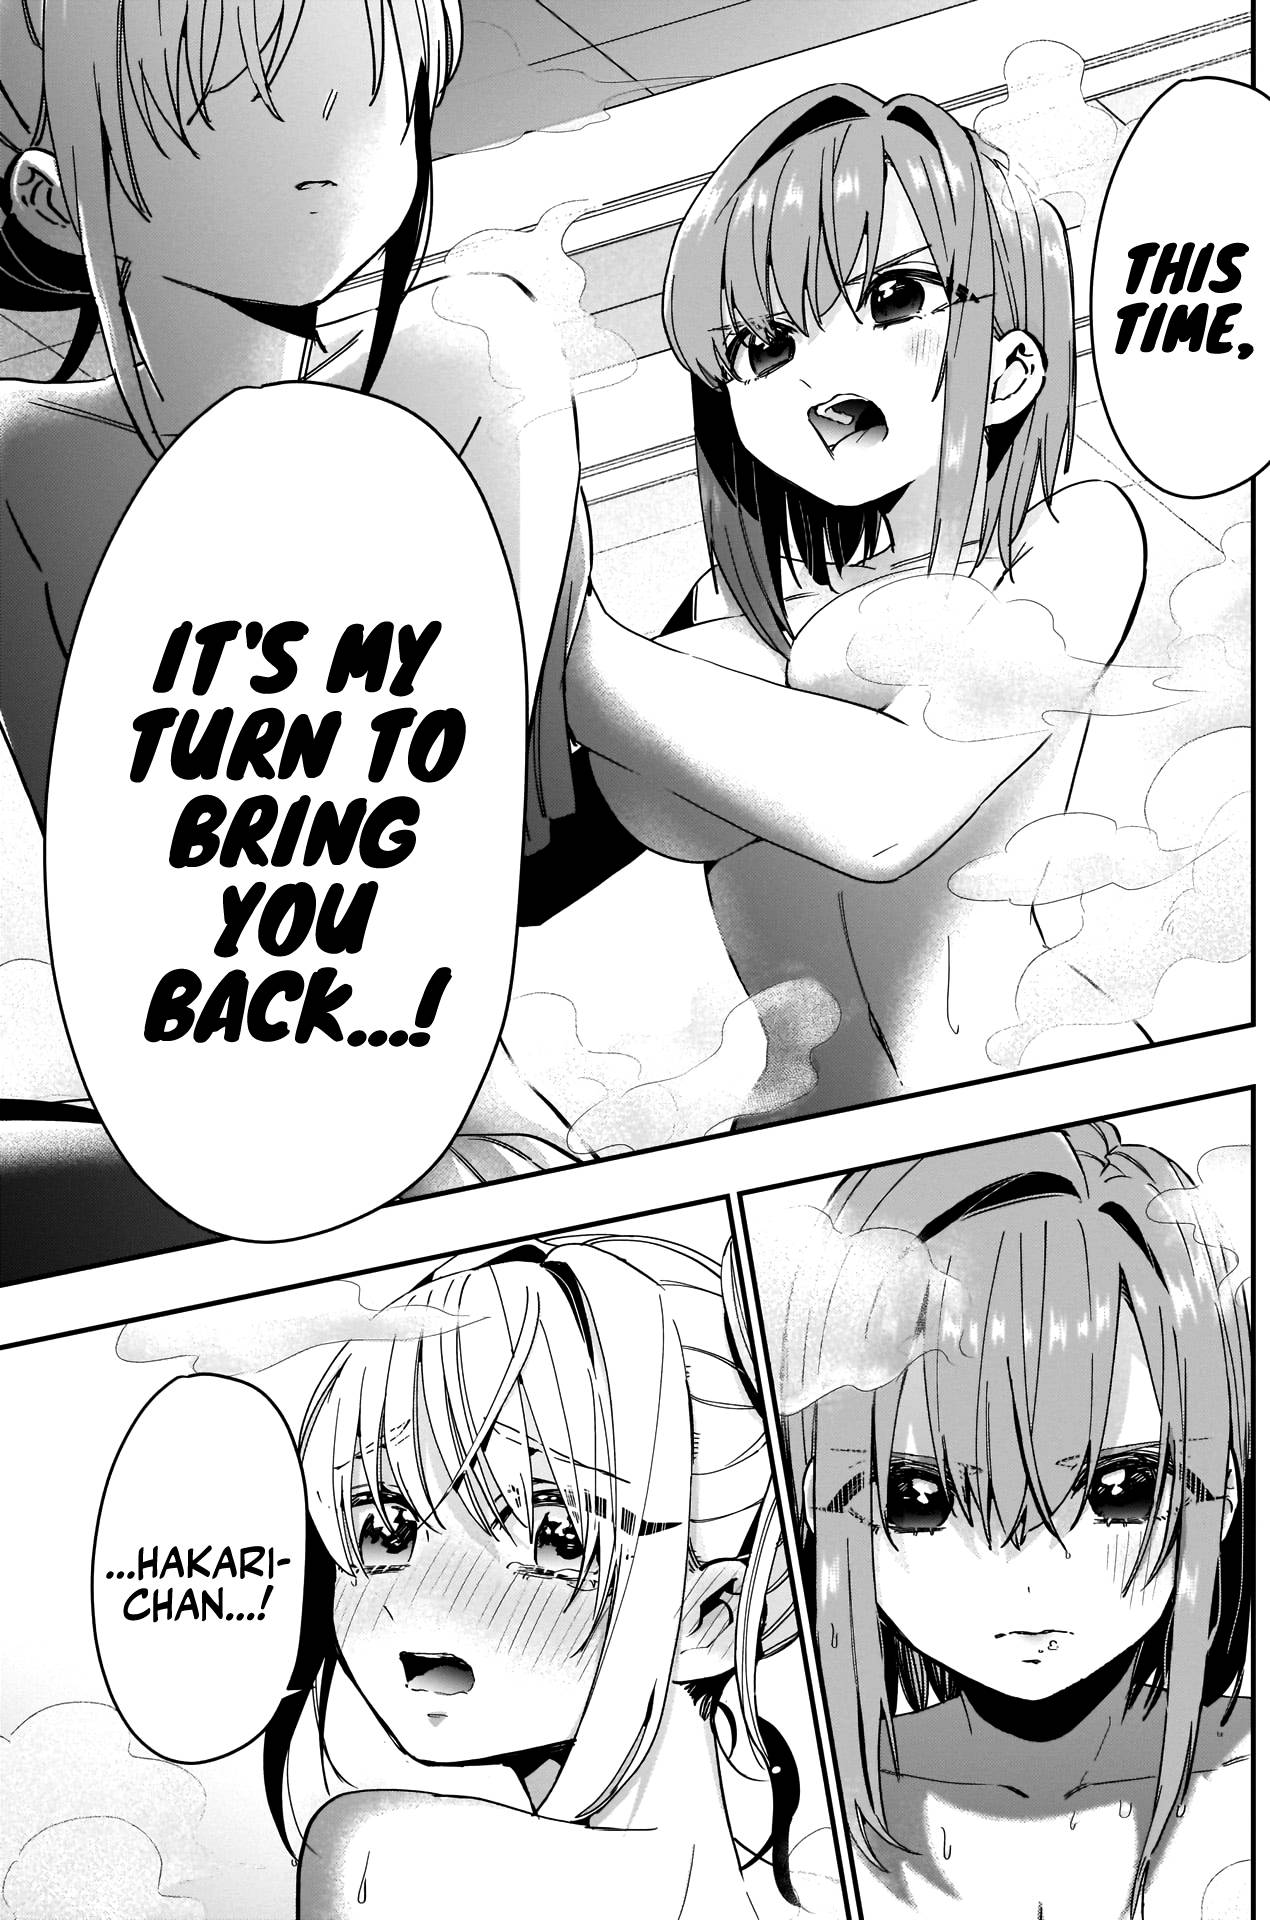 THIS
TIME,
IT'S MY
TURN TO
BRING
YOU
BACK...!
...HAKARI-
CHAN...!